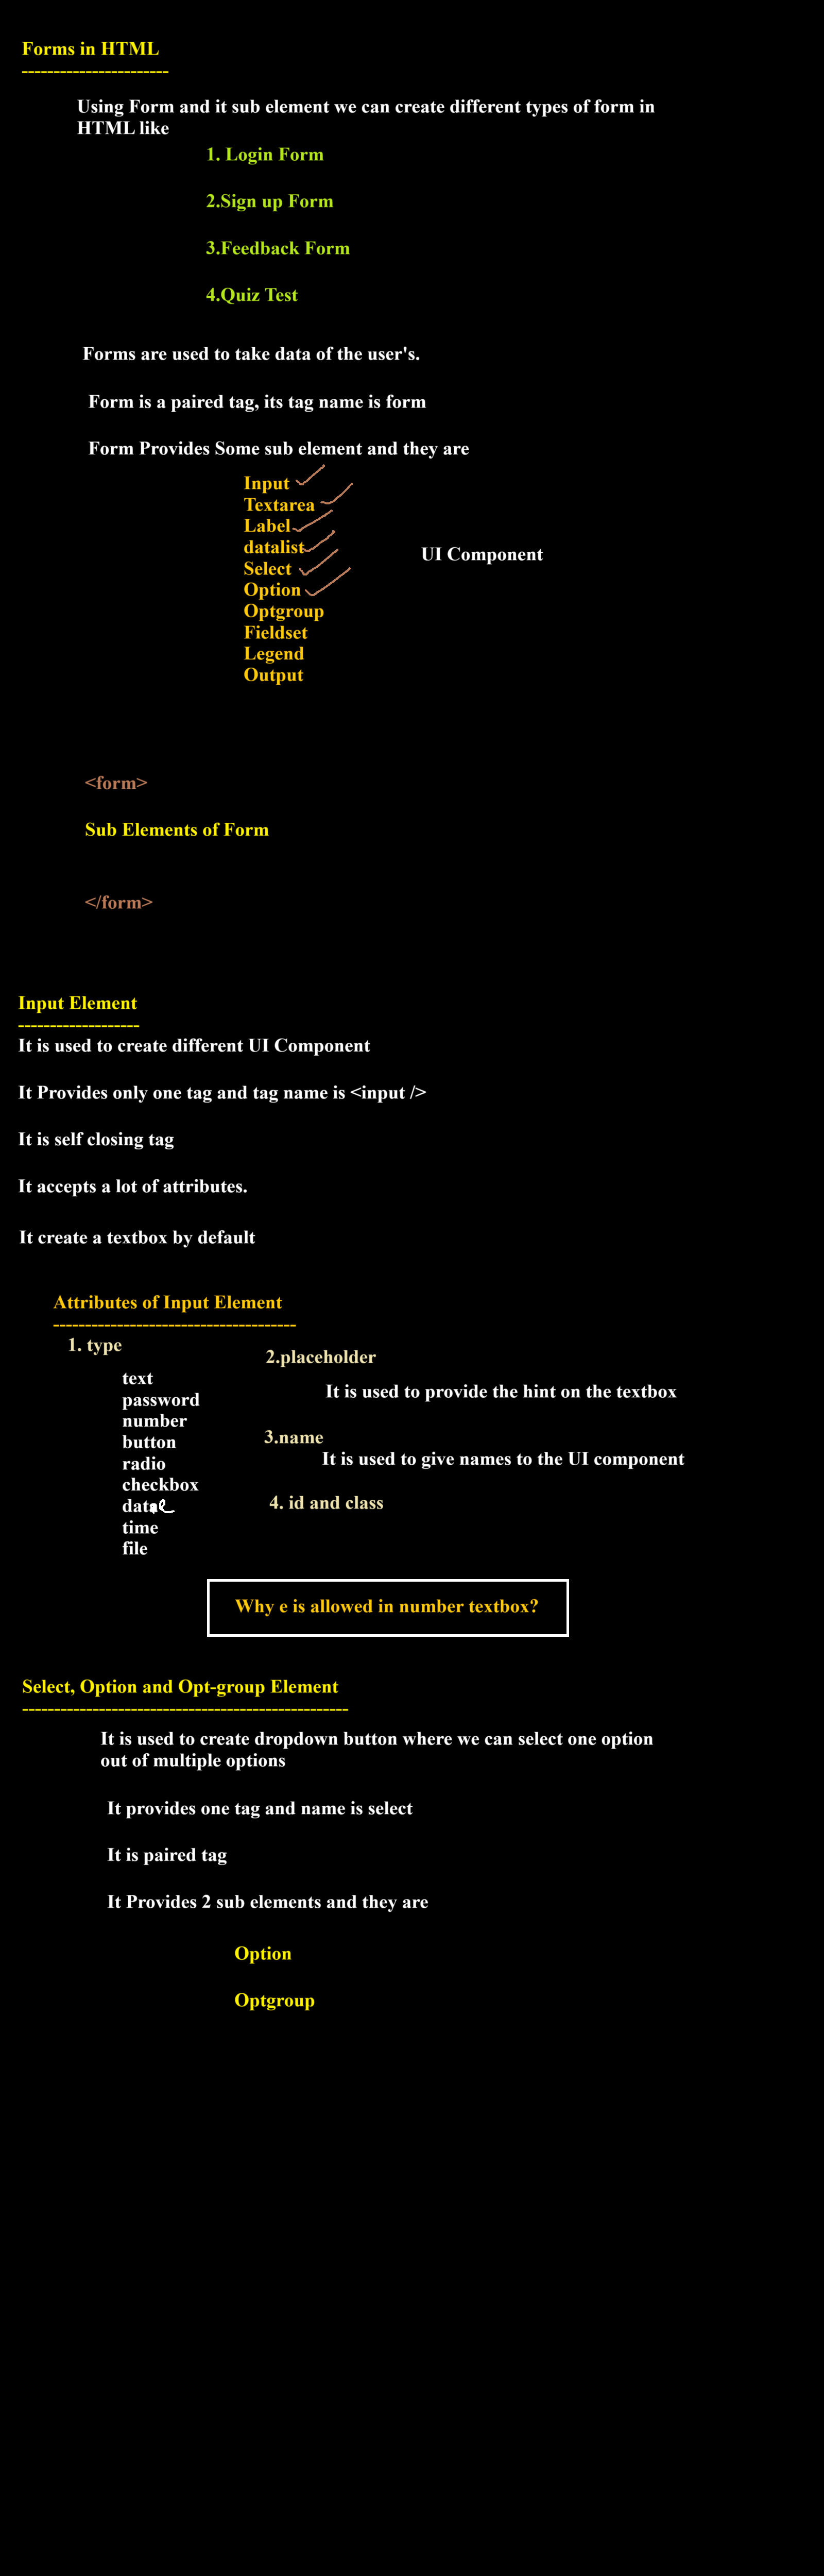 Forms in HTML
-----------------------
Using Form and it sub element we can create different types of form in
HTML like
1. Login Form
2.Sign up Form
3.Feedback Form
4.Quiz Test
Forms are used to take data of the user's.
Form is a paired tag, its tag name is form
Form Provides Some sub element and they are
Input
Textarea
Label
datalist
UI Component
Select
Option
Optgroup
Fieldset
Legend
Output
<form>
Sub Elements of Form
</form>
Input Element
-------------------
It is used to create different UI Component
It Provides only one tag and tag name is <input />
It is self closing tag
It accepts a lot of attributes.
It create a textbox by default
Attributes of Input Element
--------------------------------------
1. type
text
password
number
button
radio
checkbox
date
time
file
2.placeholder
It is used to provide the hint on the textbox
3.name
It is used to give names to the UI component
4. id and class
Why e is allowed in number textbox?
Select, Option and Opt-group Element
---------------------------------------------------
It is used to create dropdown button where we can select one option
out of multiple options
It provides one tag and name is select
It is paired tag
It Provides 2 sub elements and they are
Option
Optgroup